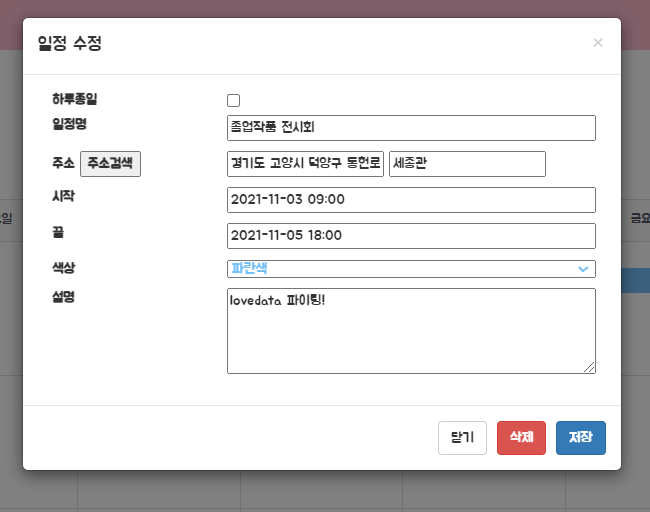 일정 수정
×
하루종일
일정명
졸업작품 전시회
주소 주소검색
경기도 고양시 덕양구 동헌로
세종관
시작
2021-11-03 09:00
끝
2021-11-05 18:00
색상
파란색
설명
lovedata 파이팅!
닫기 삭제 저장